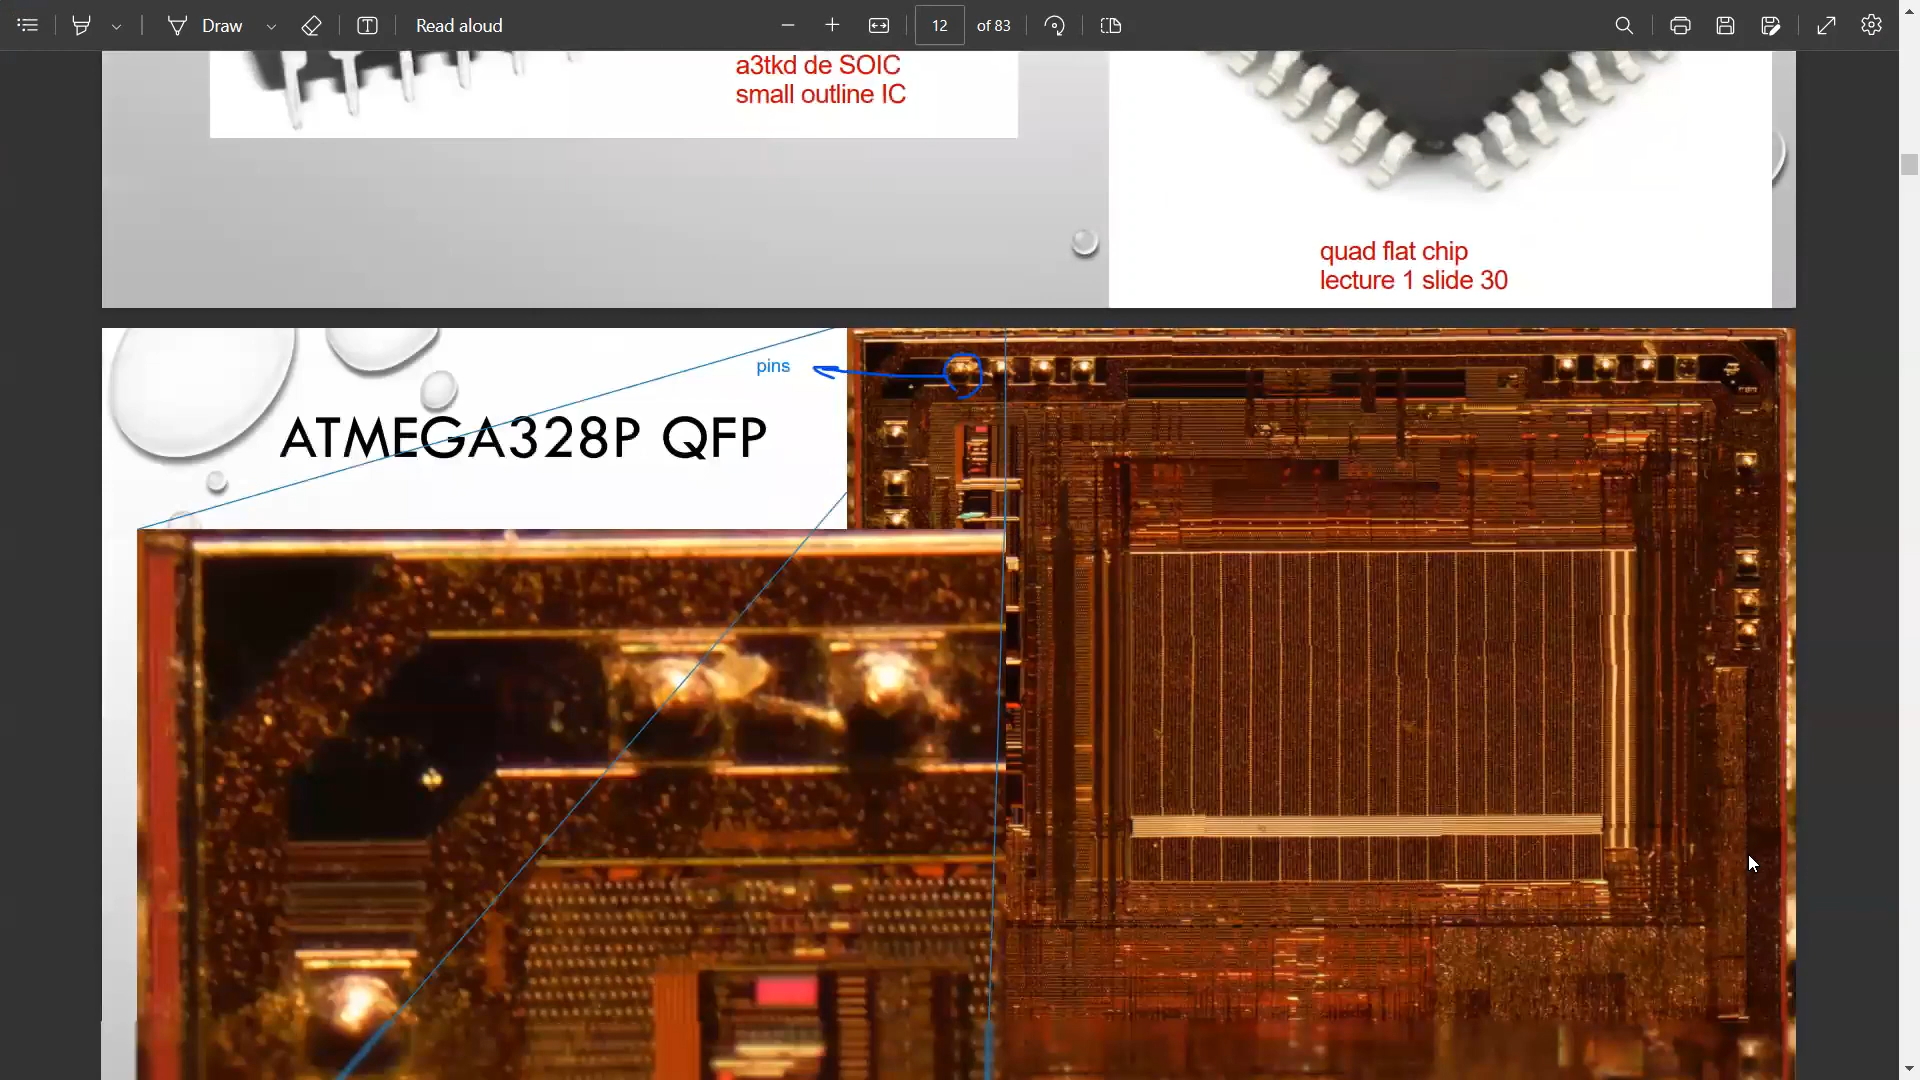 Draw
Read aloud
12 of 83
a3tkd de SOIC
small outline IC
quad flat chip
lecture 1 slide 30
pins
ATMEGA328P QFP